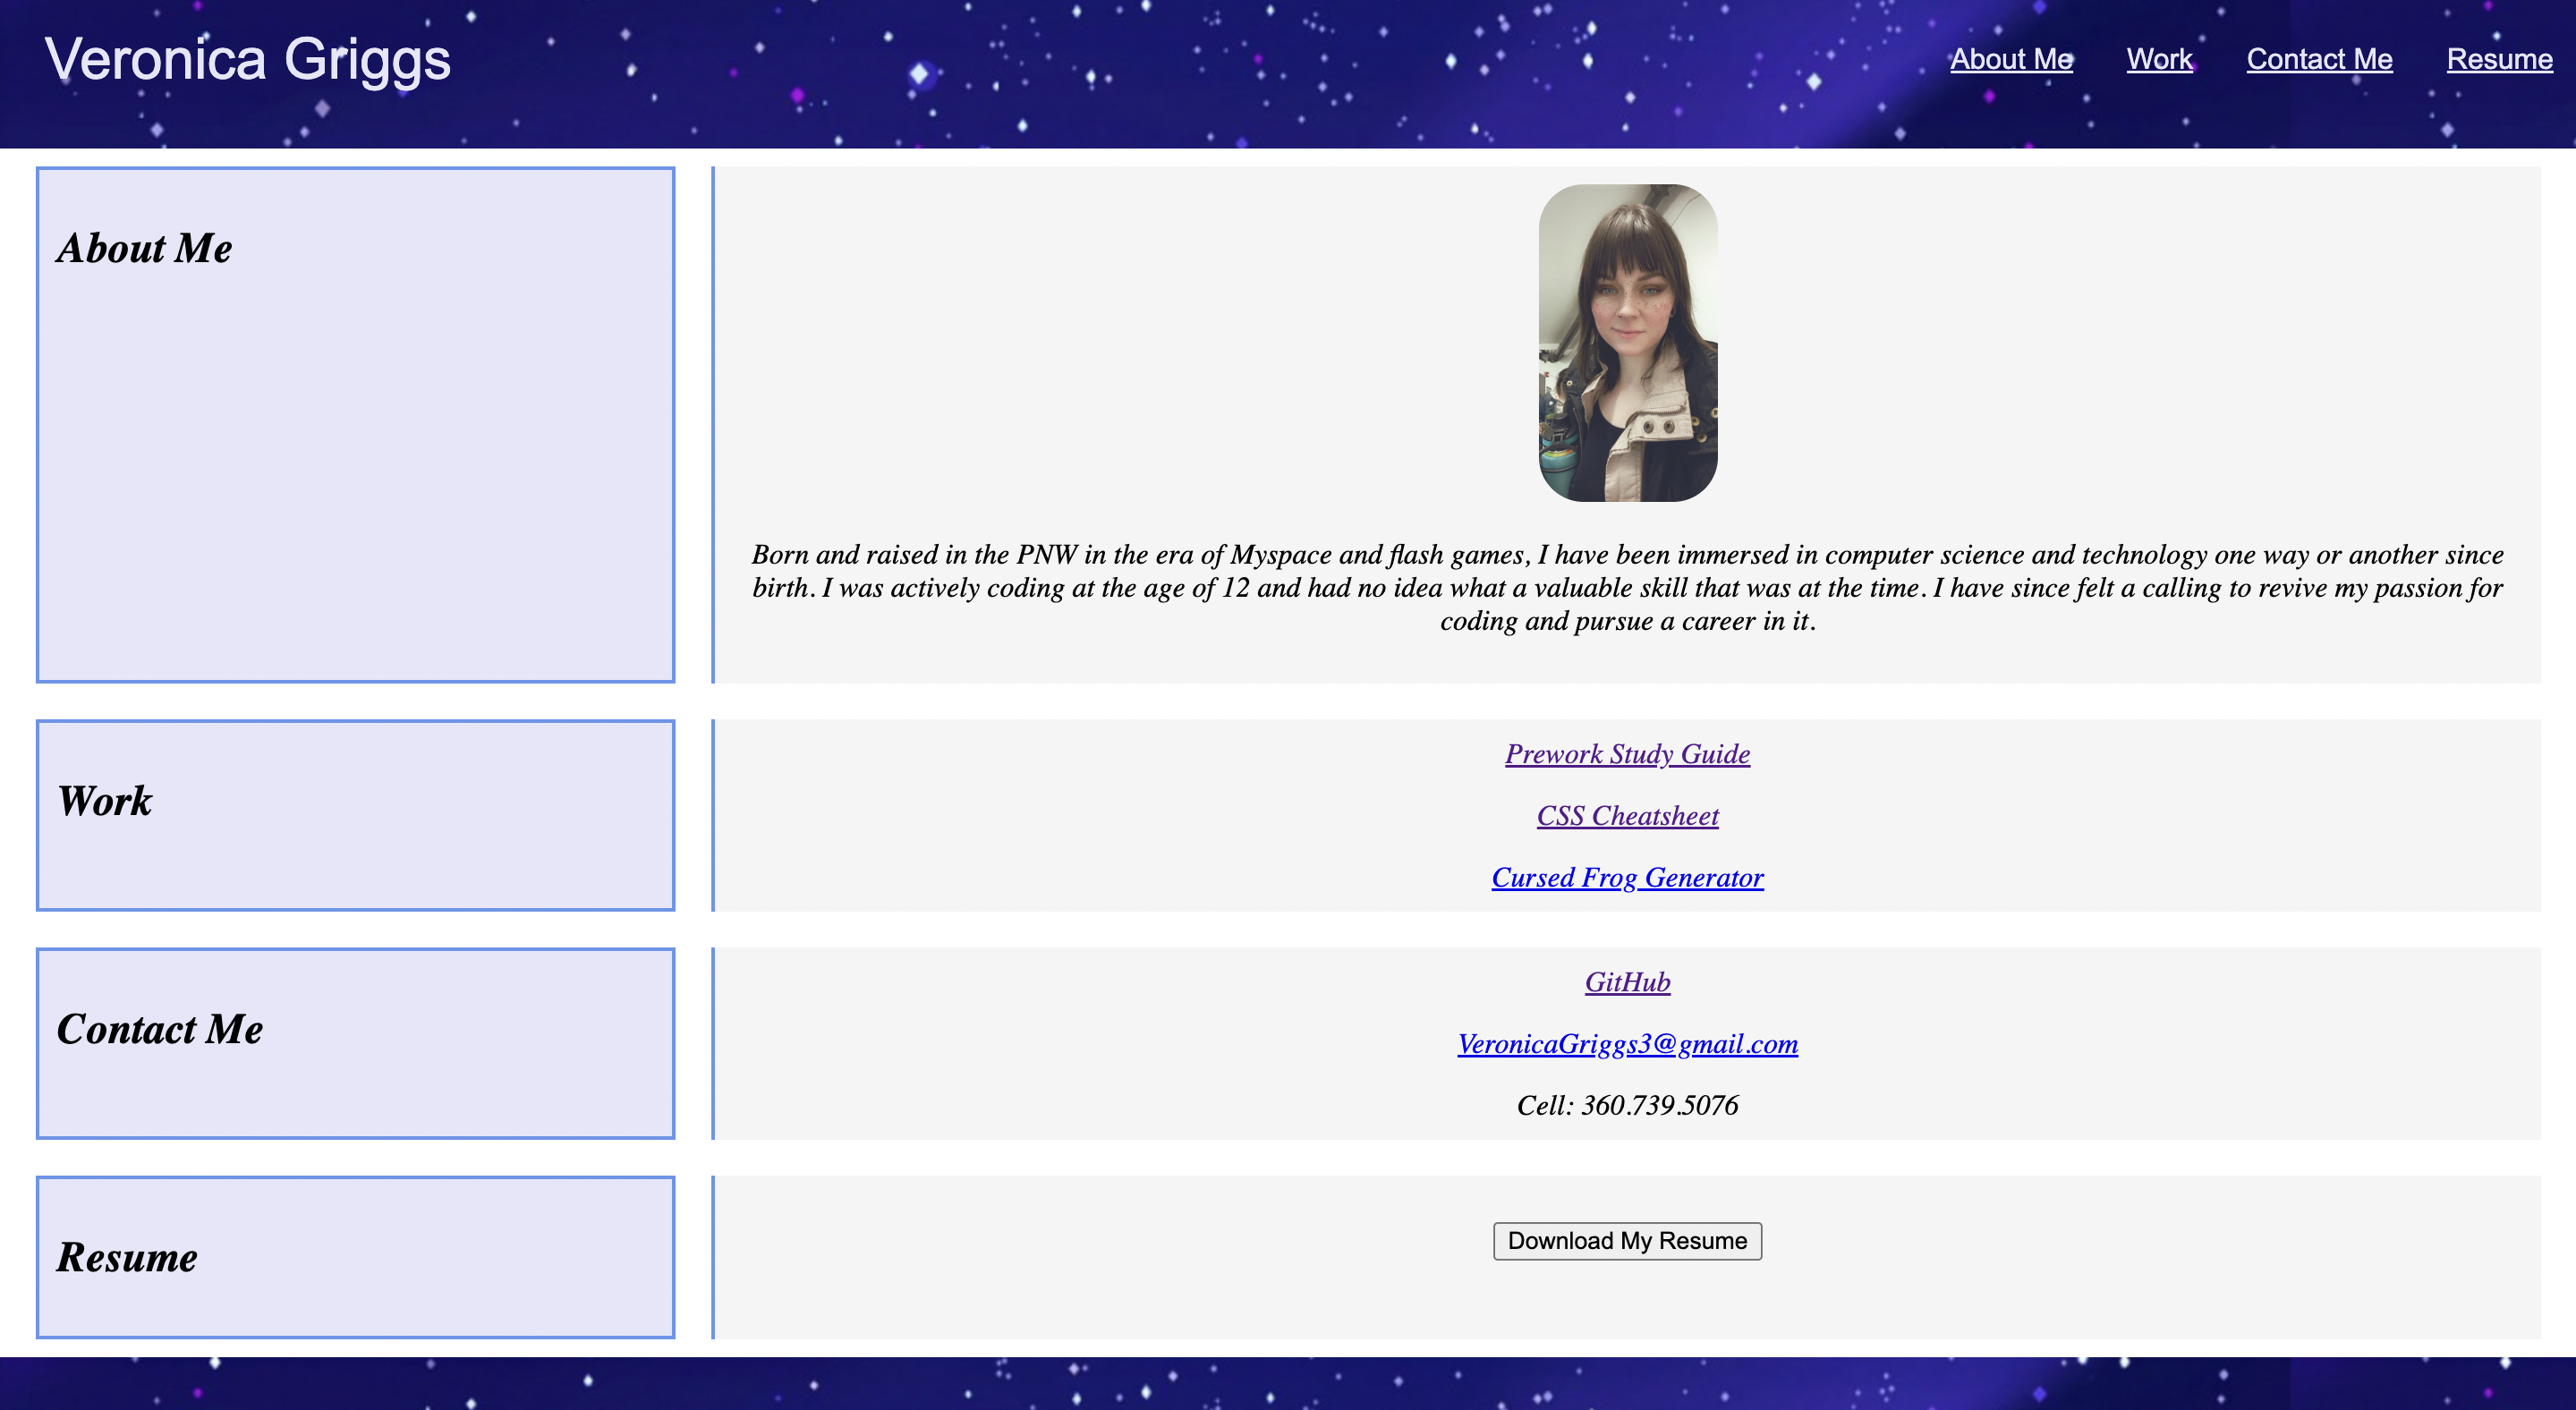 Veronica Griggs
About Me
Work
Contact Me
Resume
About Me
Born and raised in the PNW in the era of Myspace and flash games, I have been immersed in computer science and technology one way or another since
birth. I was actively coding at the age of 12 and had no idea what a valuable skill that was at the time. I have since felt a calling to revive my passion for
coding and pursue a career in it.
Work
Prework Study Guide
CSS Cheatsheet
Cursed Frog Generator
Contact Me
GitHub
VeronicaGriggs3@gmail.com
Cell: 360.739.5076
Resume
Download My Resume